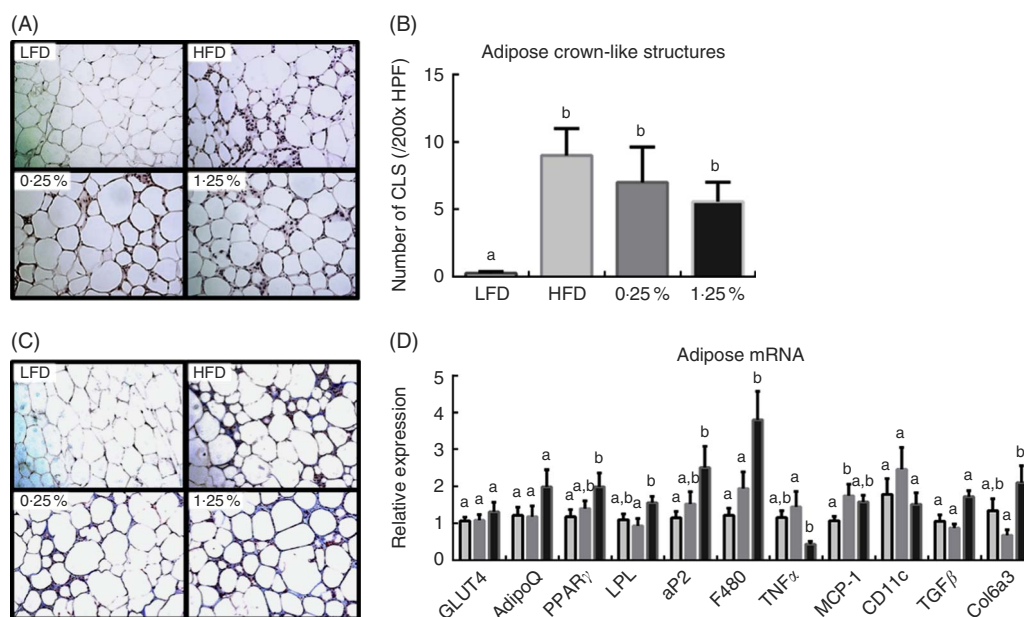 (A)
LFD
HFD
0·25 %
1·25 %
(B)
Adipose crown-like structures
Number of CLS (/200x HPF)
15
10
5
0
a
b
b
b
LFD
HFD
0·25 %
1·25 %
(C)
LFD
HFD
0·25 %
1·25 %
(D)
Adipose mRNA
Relative expression
5
4
3
2
1
0
a a a
a a a
a a,b b
a,b a b
a a,b b
a a b
a,b a b
a b a,b
a a a
a a a
a,b a b
GLUT4
AdipoQ
PPARγ
LPL
aP2
F480
TNFα
MCP-1
CD11c
TGFβ
Col6a3